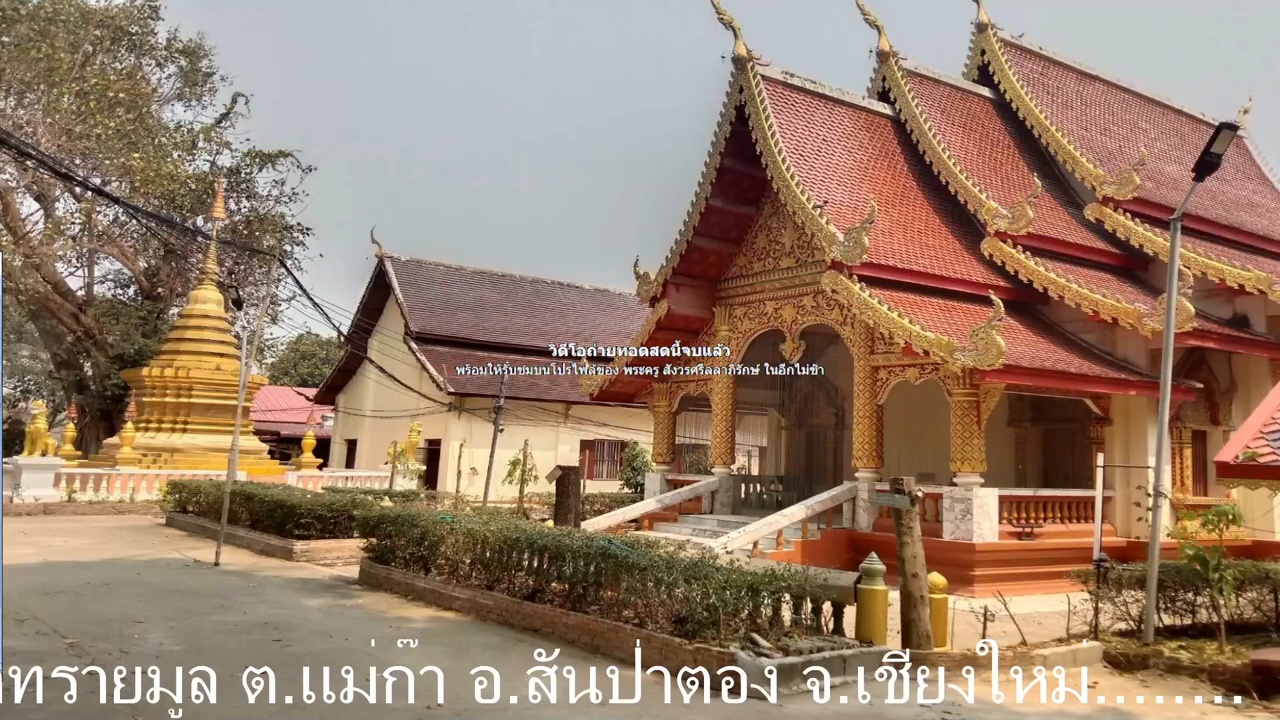 วิดีโอถ่ายทอดสดนี้จบแล้ว
พร้อมให้รับชมบนโปรไฟล์ของ พระครู สังวรศรีลลาภิรักษ์ ในอีกไม่ช้า
ทรายมูล ต.แม่ก๊า อ.สันป่าตอง จ.เชียงใหม่........